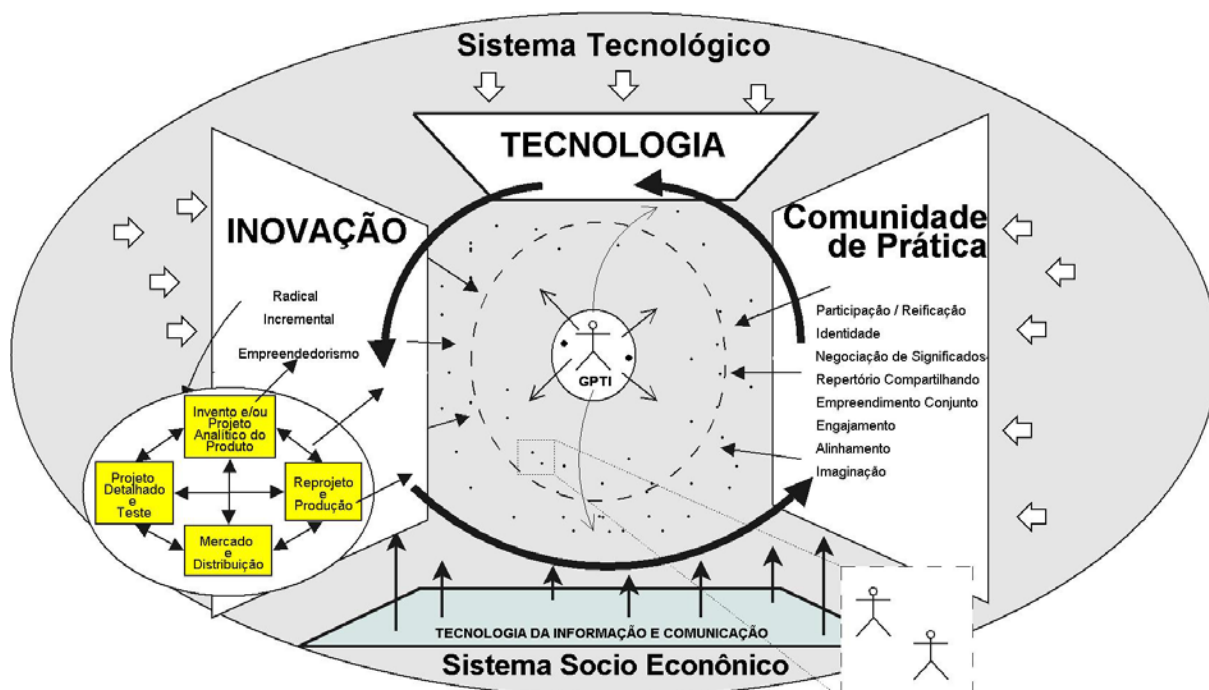 Sistema Tecnológico
TECNOLOGIA
INOVAÇÃO
Radical
Incremental
Empreendedorismo
Invento e/ou
Projeto
Analítico do
Produto
Projeto
Detalhado
e
Teste
Reprojeto
e
Produção
Mercado
e
Distribuição
GPTI
Comunidade
de Prática
Participação / Reificação
Identidade
Negociação de Significados
Repertório Compartilhando
Empreendimento Conjunto
Engajamento
Alinhamento
Imaginação
TECNOLOGIA DA INFORMAÇÃO E COMUNICAÇÃO
Sistema Socio Econônico